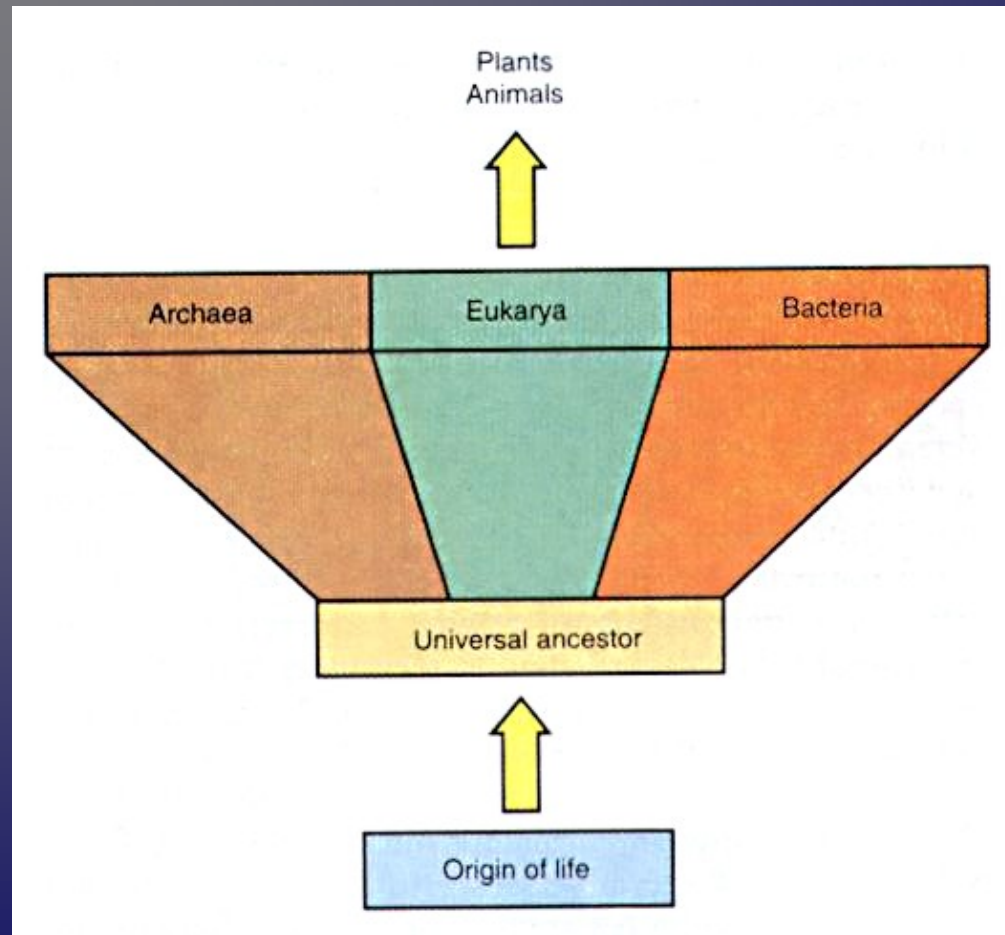 Plants
Animals
Archaea
Eukarya
Bacteria
Universal ancestor
Origin of life